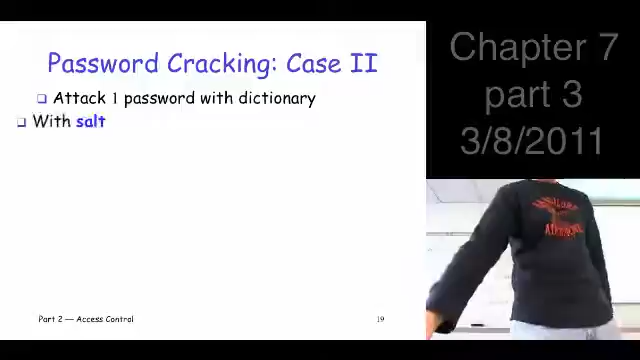 Password Cracking: Case II
Attack 1 password with dictionary
With salt
Part 2 — Access Control
19
Chapter 7
part 3
3/8/2011